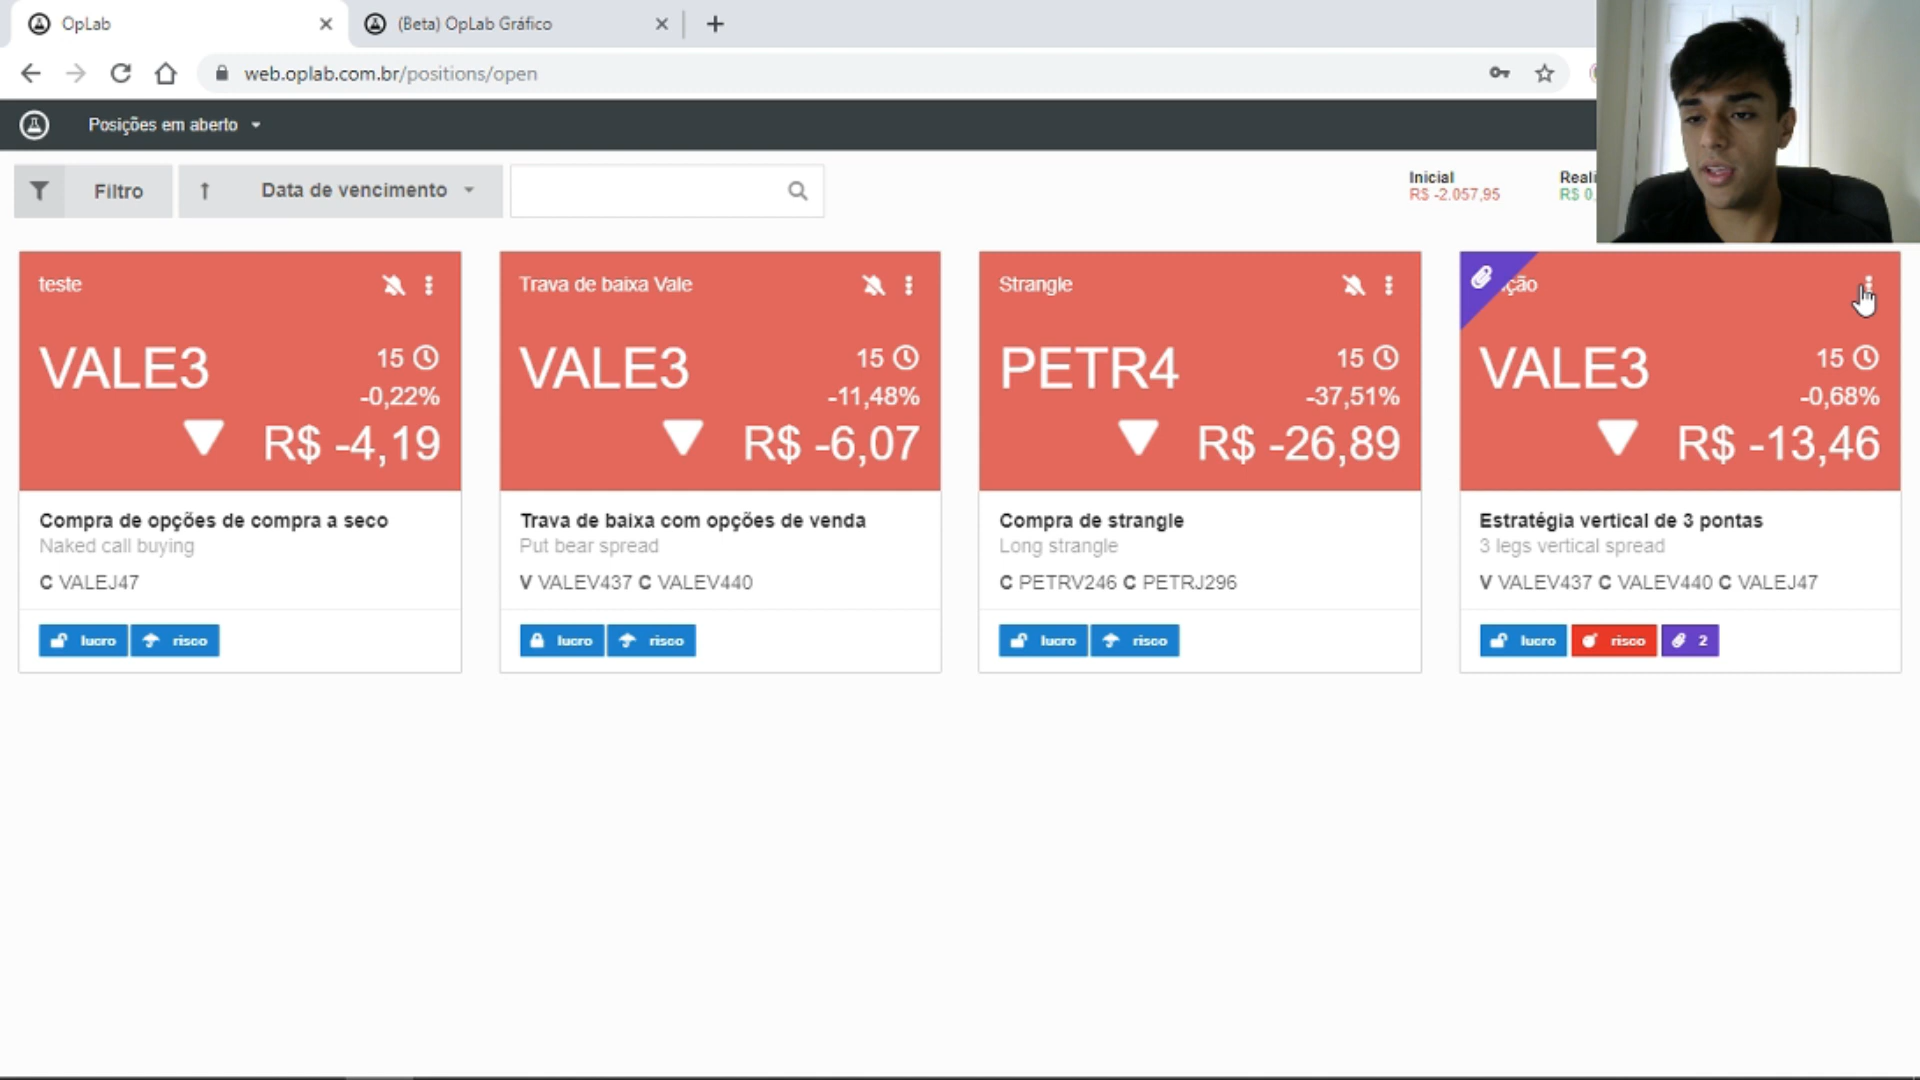 OpLab
(Beta) OpLab Gráfico
web.oplab.com.br/positions/open
Posições em aberto
Filtro
Data de vencimento
Inicial
R$ -2.057,95
R$ 0
teste
VALE3
15
-0,22%
R$ -4,19
Compra de opções de compra a seco
Naked call buying
C VALEJ47
lucro
risco
Trava de baixa Vale
VALE3
15
-11,48%
R$ -6,07
Trava de baixa com opções de venda
Put bear spread
V VALEV437 C VALEV440
lucro
risco
Strangle
PETR4
15
-37,51%
R$ -26,89
Compra de strangle
Long strangle
C PETRV246 C PETRJ296
lucro
risco
VALE3
15
-0,68%
R$ -13,46
Estratégia vertical de 3 pontas
3 legs vertical spread
V VALEV437 C VALEV440 C VALEJ47
lucro
risco
2